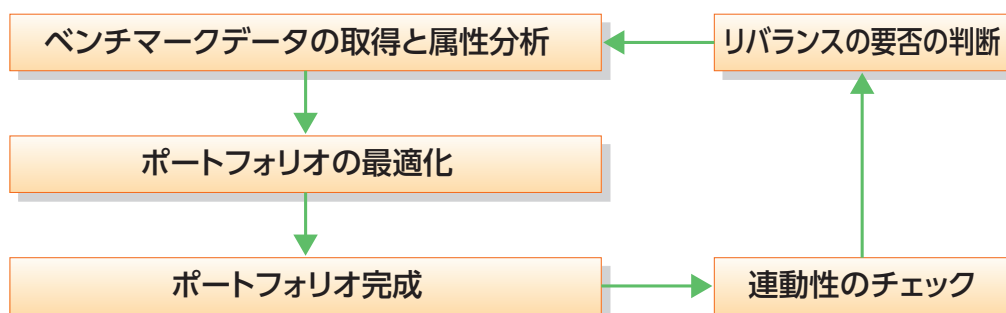 ベンチマークデータの取得と属性分析
リバランスの要否の判断
ポートフォリオの最適化
ポートフォリオ完成
連動性のチェック